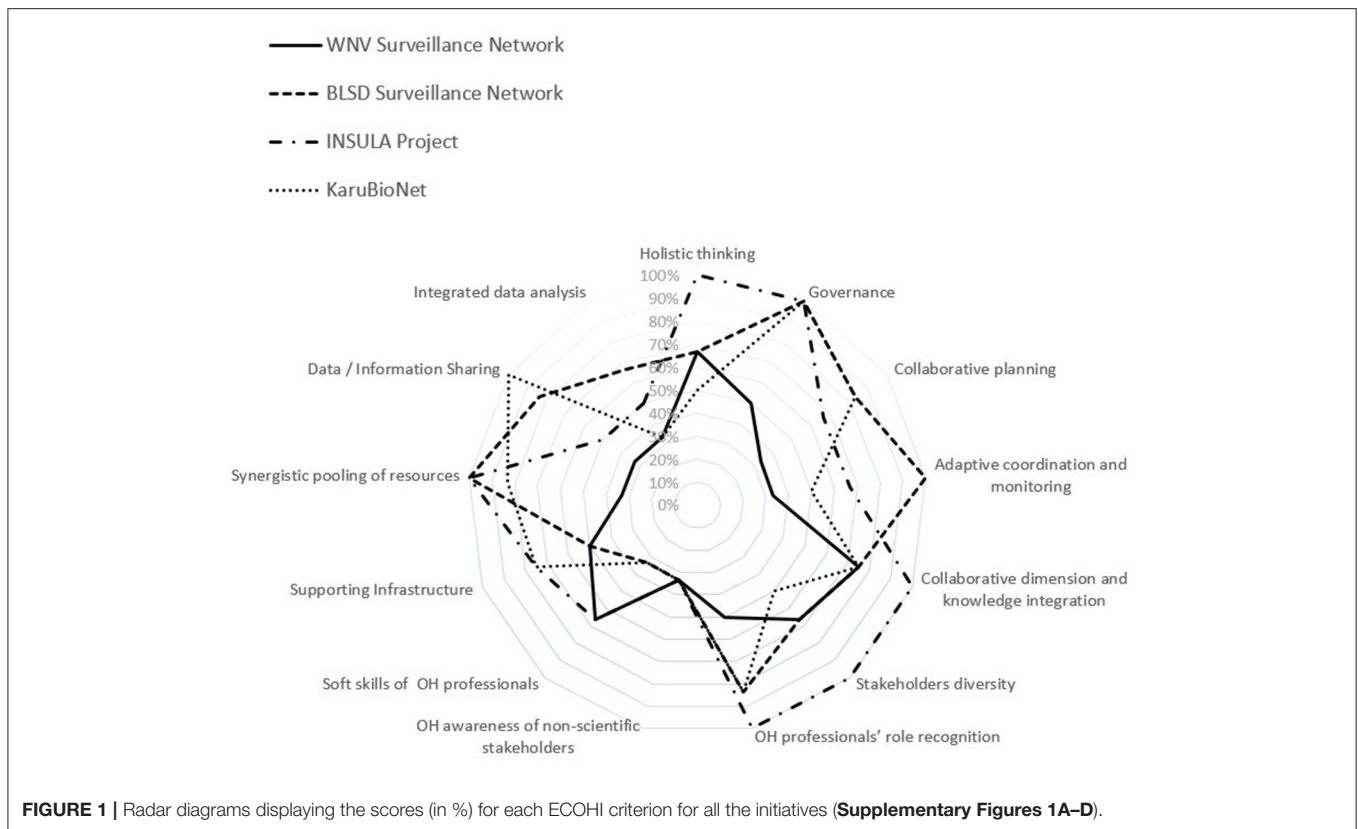 WNV Surveillance Network
BLSD Surveillance Network
INSULA Project
KaruBioNet
Holistic thinking
100%
90%
80%
70%
60%
50%
40%
30%
20%
10%
0%
Governance
Collaborative planning
Adaptive coordination and
monitoring
Collaborative dimension and
knowledge integration
Stakeholders diversity
OH professionals’ role recognition
OH awareness of non-scientific
stakeholders
Soft skills of OH professionals
Supporting Infrastructure
Synergistic pooling of resources
Data / Information Sharing
Integrated data analysis
FIGURE 1 | Radar diagrams displaying the scores (in %) for each ECOHI criterion for all the initiatives (Supplementary Figures 1A–D).